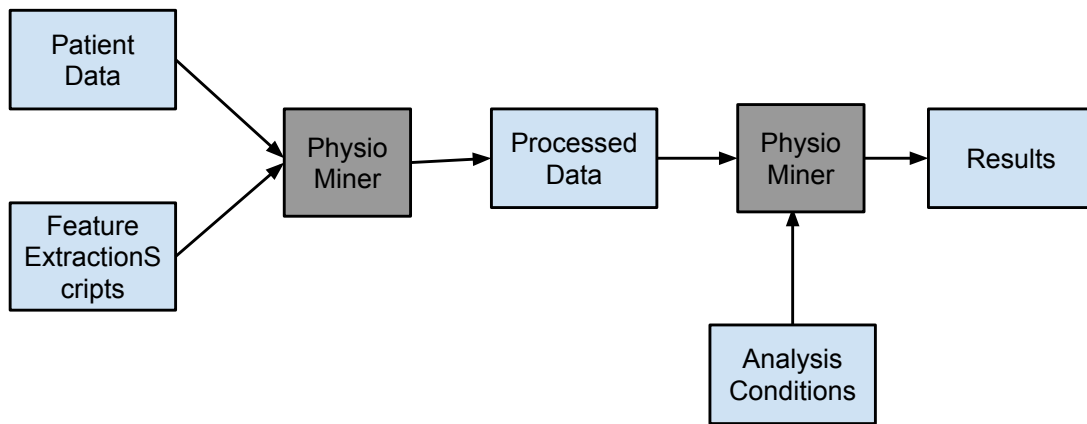 Patient
Data
Feature
ExtractionS
cripts
Physio
Miner
Processed
Data
Physio
Miner
Results
Analysis
Conditions